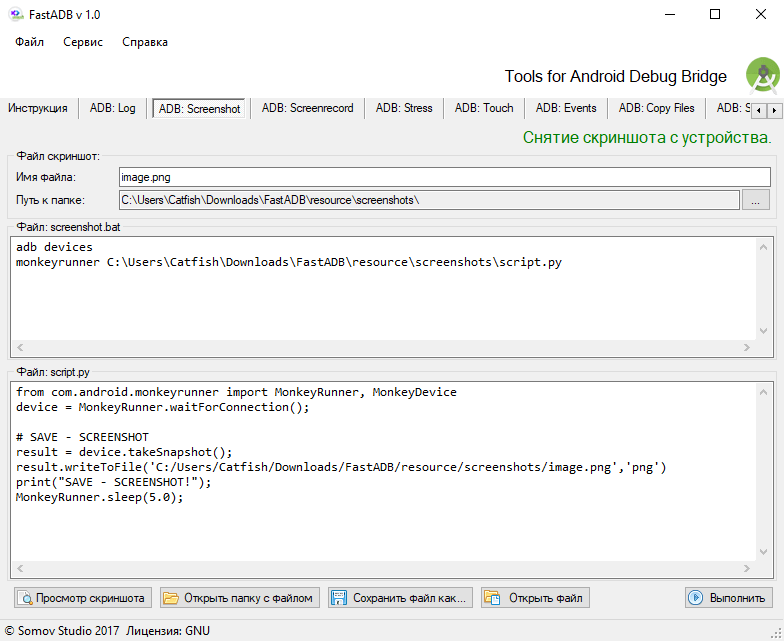 FastADB v 1.0
Файл Сервис Справка
Tools for Android Debug Bridge
Инструкция ADB: Log ADB: Screenshot ADB: Screenrecord ADB: Stress ADB: Touch ADB: Events ADB: Copy Files ADB: S
Снятие скриншота с устройства.
Файл скриншот:
Имя файла: image.png
Путь к папке: C:\Users\Catfish\Downloads\FastADB\resource\screenshots\ ...
Файл: screenshot.bat
adb devices
monkeyrunner C:\Users\Catfish\Downloads\FastADB\resource\screenshots\script.py
Файл: script.py
from com.android.monkeyrunner import MonkeyRunner, MonkeyDevice
device = MonkeyRunner.waitForConnection();
# SAVE - SCREENSHOT
result = device.takeSnapshot();
result.writeToFile('C:/Users/Catfish/Downloads/FastADB/resource/screenshots/image.png','png')
print("SAVE - SCREENSHOT!");
MonkeyRunner.sleep(5.0);
Просмотр скриншота Открыть папку с файлом Сохранить файл как... Открыть файл Выполнить
© Somov Studio 2017 Лицензия: GNU